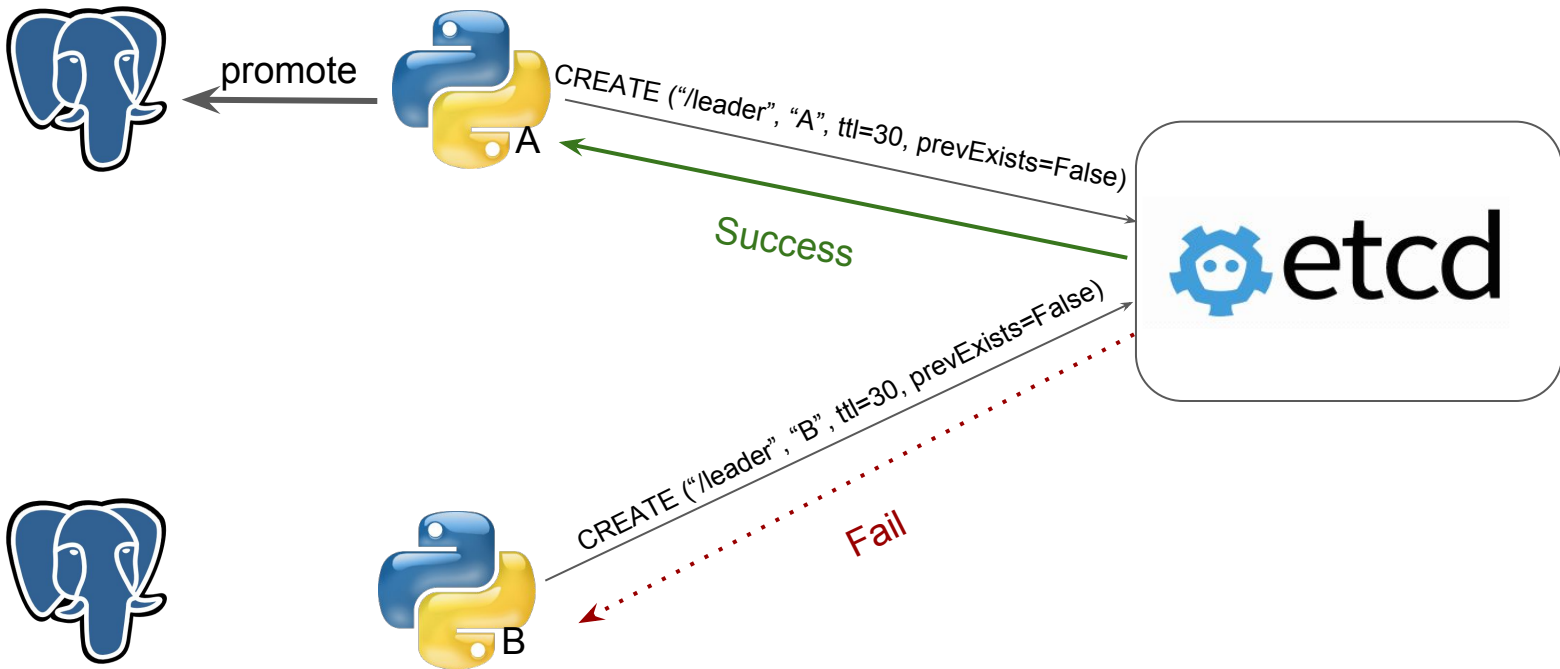 promote
A
CREATE (“/leader”, “A”, ttl=30, prevExists=False)
Success
etcd
CREATE (“/leader”, “B”, ttl=30, prevExists=False)
Fail
B